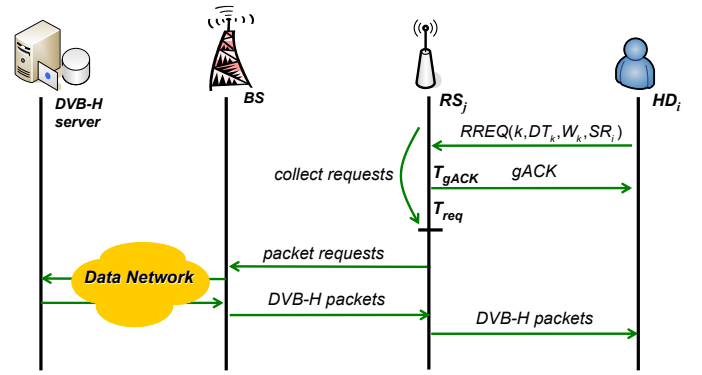 DVB-H
server
BS
RSj
HDi
RREQ(k,DTk,Wk,SRi)
collect requests
TgACK
gACK
Treq
packet requests
Data Network
DVB-H packets
DVB-H packets